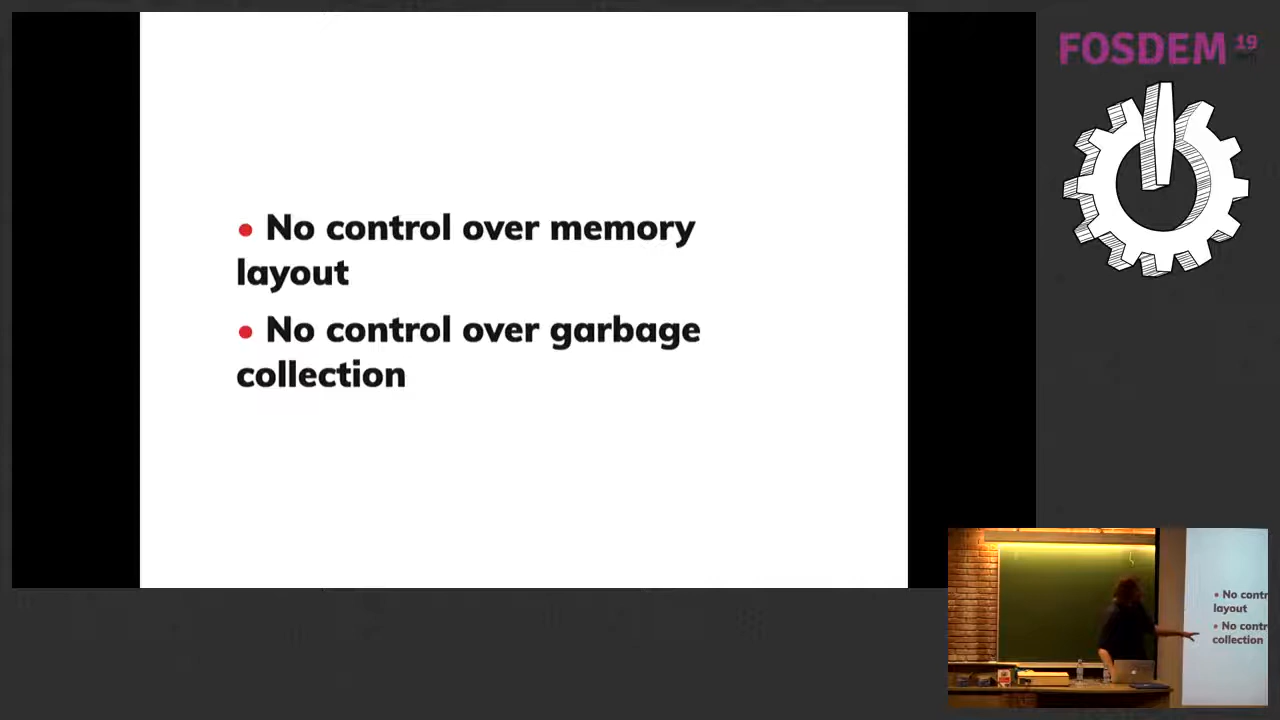 • No control over memory
layout
• No control over garbage
collection
FOSDEM 19
• No contr
layout
• No contr
collection